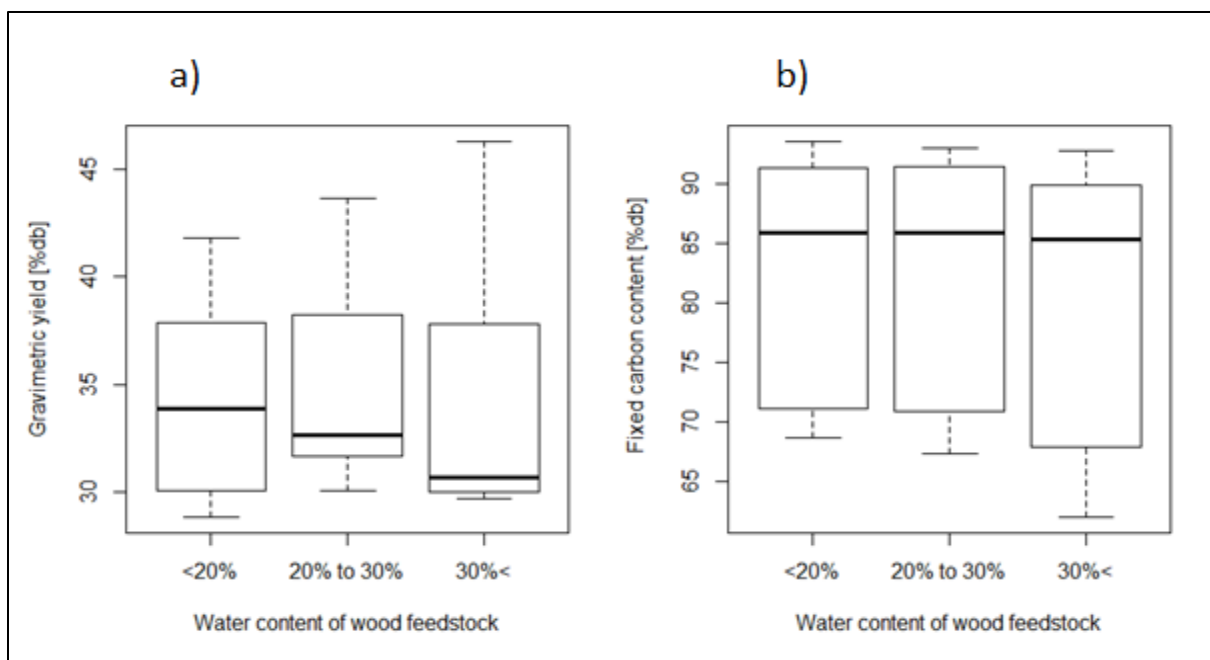 a)
Gravimetric yield [%db]
45
40
35
30
<20%
20% to 30%
30%<
Water content of wood feedstock
b)
Fixed carbon content [%db]
90
85
80
75
70
65
<20%
20% to 30%
30%<
Water content of wood feedstock